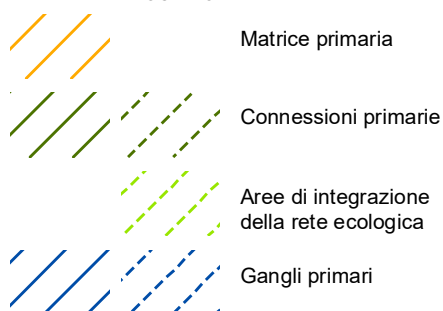 Matrice primaria
Connessioni primarie
Aree di integrazione
della rete ecologica
Gangli primari